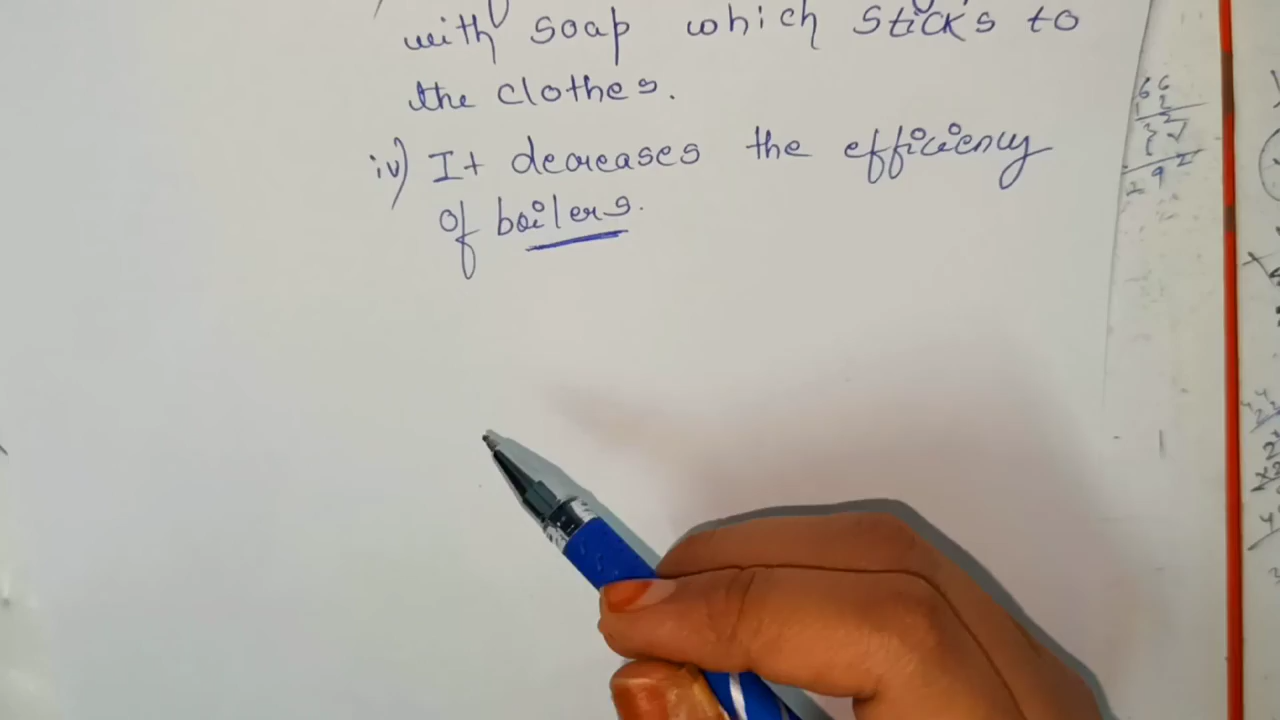 with soap which sticks to
the clothes.
iv) It decreases the efficiency
of boilers.